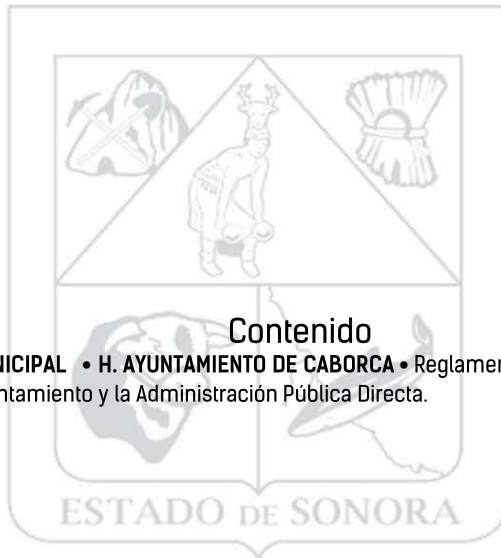 Contenido
NICIPAL • H. AYUNTAMIENTO DE CABORCA • Reglamen
ntamiento y la Administración Pública Directa.
ESTADO DE SONORA